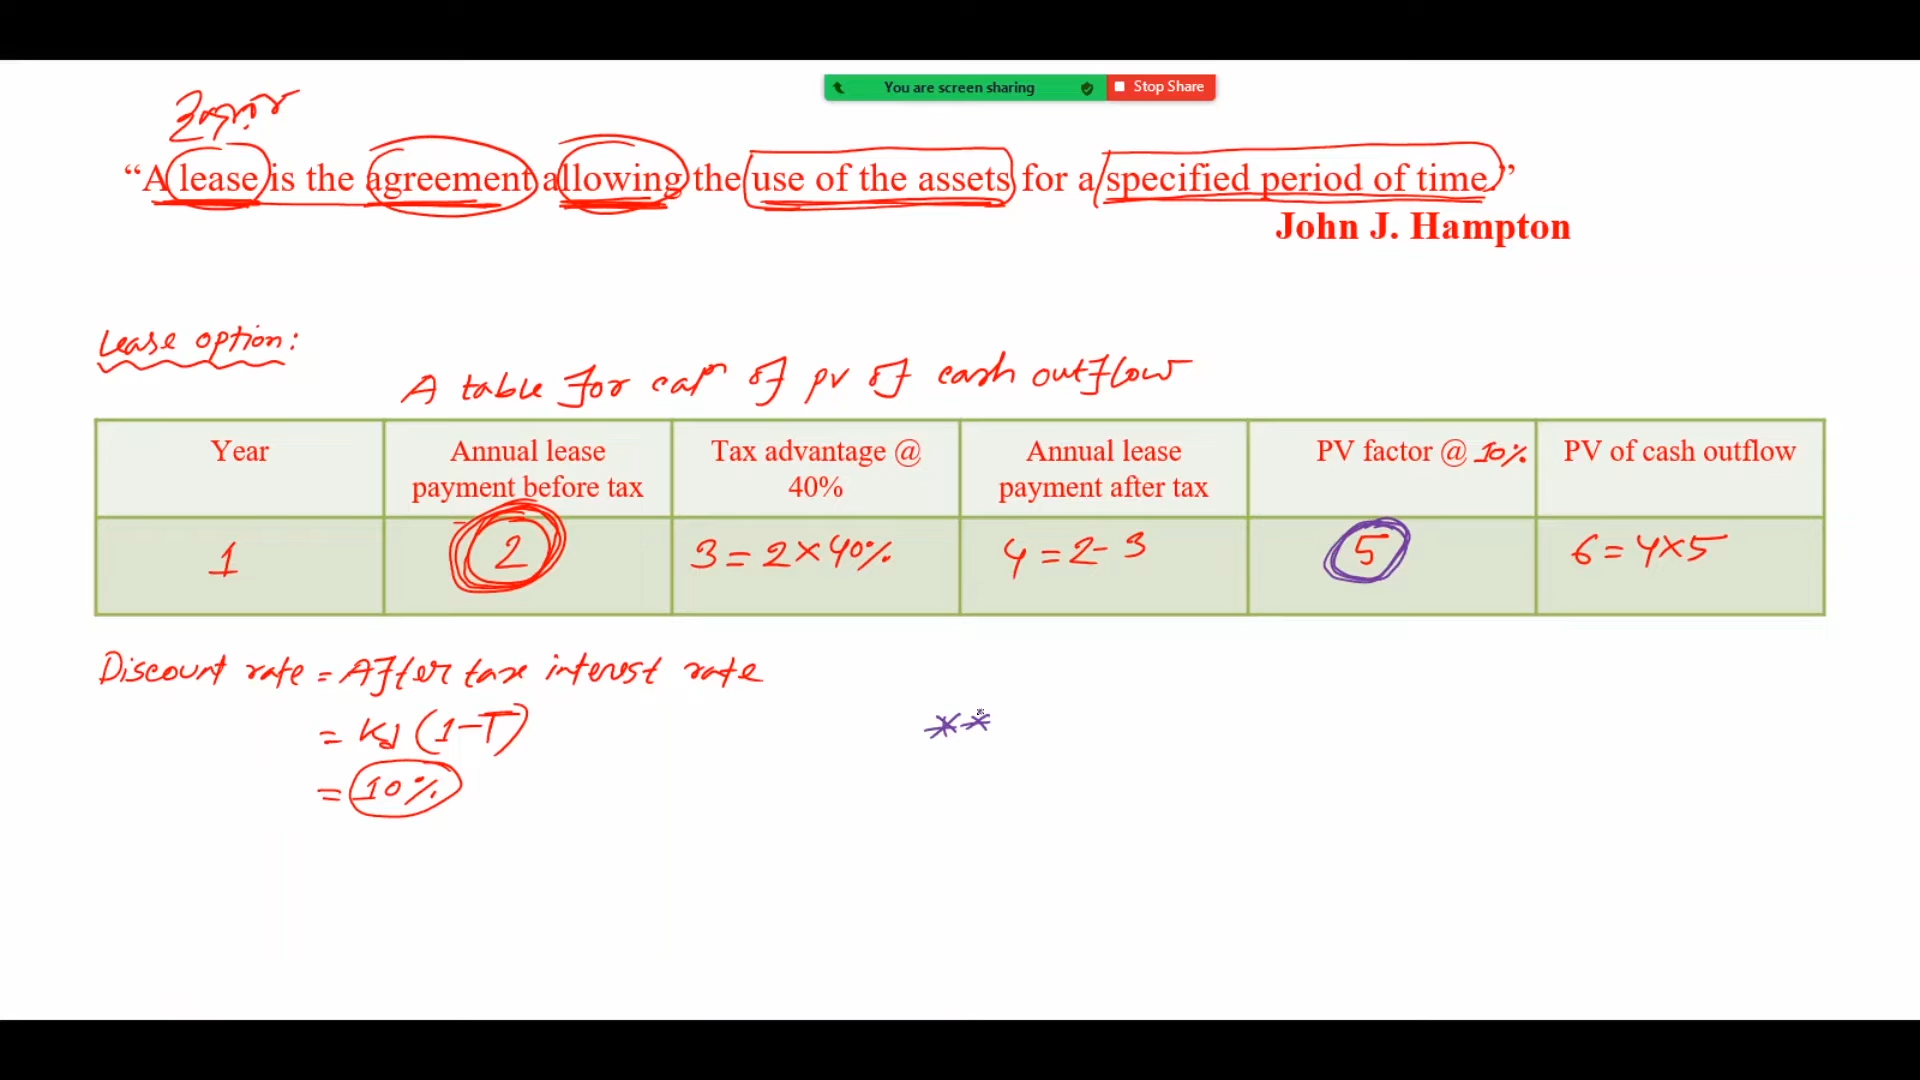 You are screen sharing Stop Share
“A lease is the agreement allowing the use of the assets for a specified period of time.”
John J. Hampton
Lease option:
A table for calⁿ of pv of cash outflow
Year Annual lease payment before tax Tax advantage @ 40% Annual lease payment after tax PV factor @ 10% PV of cash outflow
1 2 3 = 2 × 40% 4 = 2 - 3 5 6 = 4 × 5
Discount rate = After tax interest rate
= Kd (1 - T)
= 10%
**